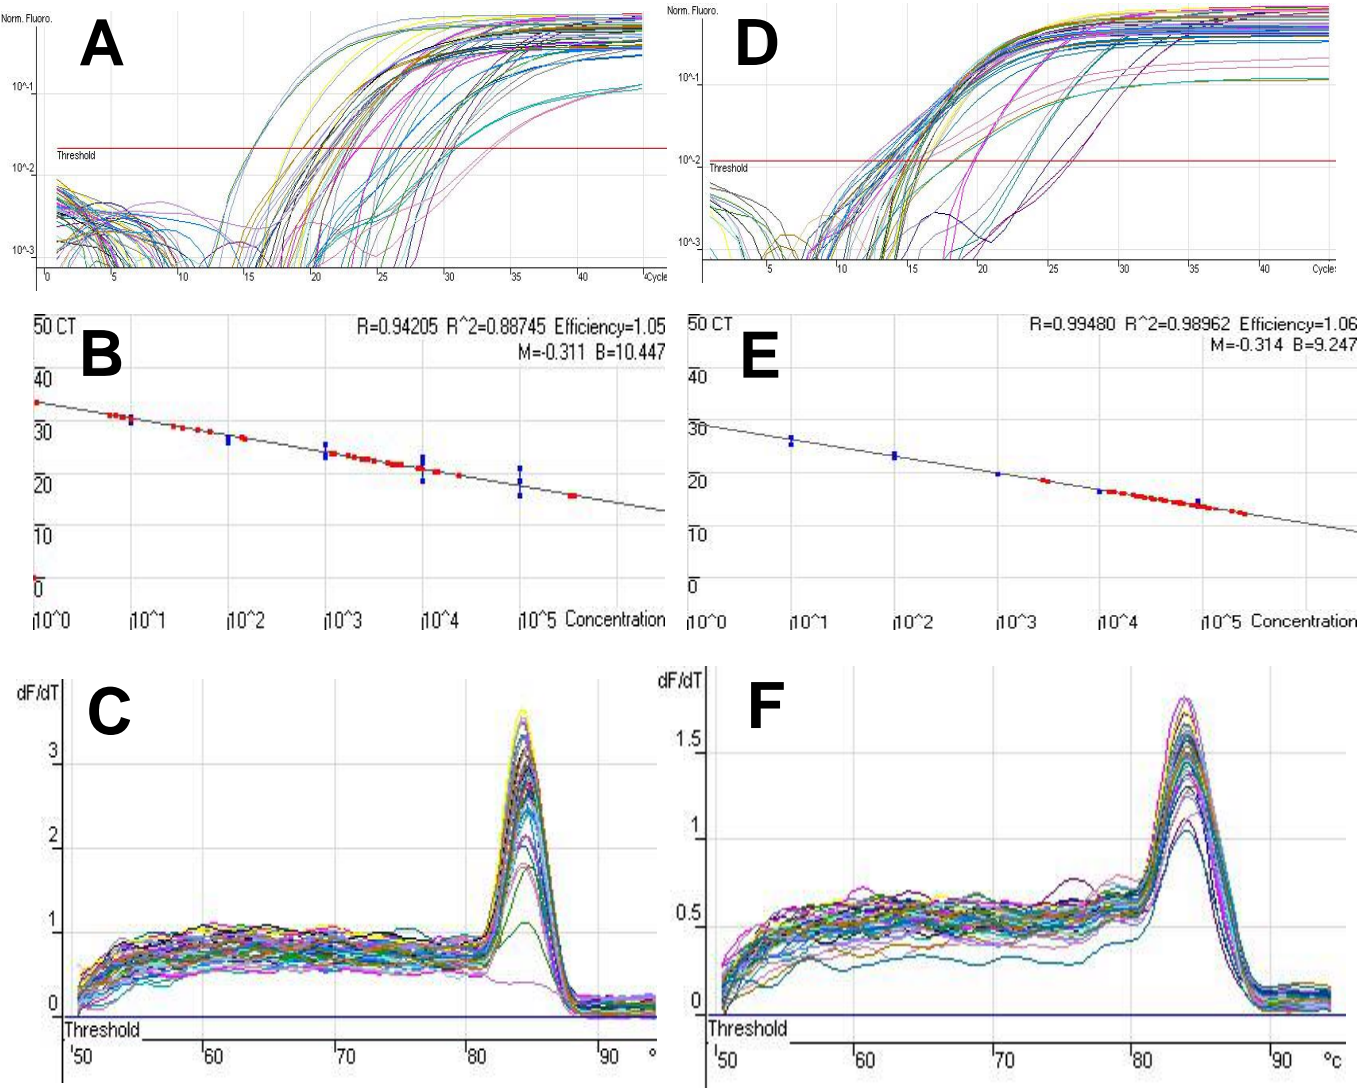 Norm. Fluoro.
A
10^-1
Threshold
10^-2
10^-3
0 5 10 15 20 25 30 35 40 Cycle
Norm. Fluoro.
D
10^-1
10^-2
Threshold
10^-3
5 10 15 20 25 30 35 40 Cycles
50 CT
B
R=0.94205 R^2=0.88745 Efficiency=1.05
M=-0.311 B=10.447
40
30
20
10
0
10^0 10^1 10^2 10^3 10^4 10^5 Concentration
50 CT
E
R=0.99480 R^2=0.98962 Efficiency=1.06
M=-0.314 B=9.247
40
30
20
10
0
10^0 10^1 10^2 10^3 10^4 10^5 Concentration
dF/dT
C
3
2
1
0
Threshold
50 60 70 80 90 °
dF/dT
F
1.5
1
0.5
0
Threshold
50 60 70 80 90 °c